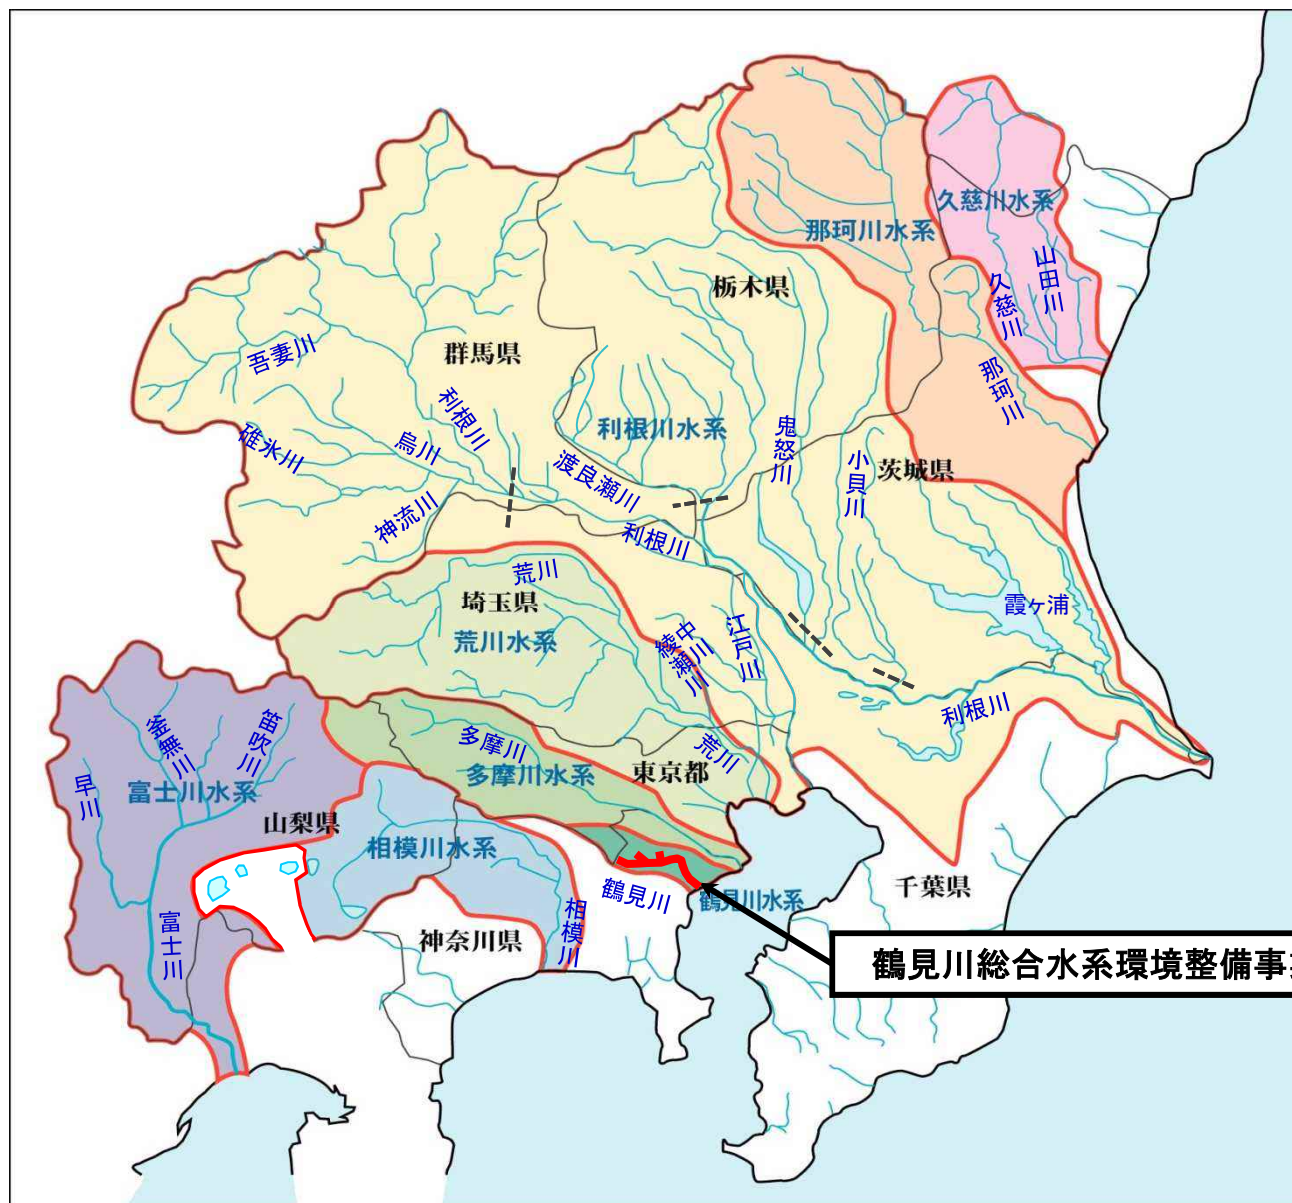 久慈川水系
那珂川水系
山田川
久慈川
栃木県
吾妻川
群馬県
那珂川
利根川
利根川水系
鬼怒川
碓氷川
烏川
渡良瀬川
小貝川
茨城県
神流川
利根川
荒川
埼玉県
荒川水系
霞ヶ浦
綾瀬川
中川
江戸川
利根川
釜無川
笛吹川
早川
富士川水系
多摩川
多摩川水系
東京都
荒川
山梨県
相模川水系
鶴見川
鶴見川水系
千葉県
富士川
神奈川県
相模川
鶴見川総合水系環境整備事